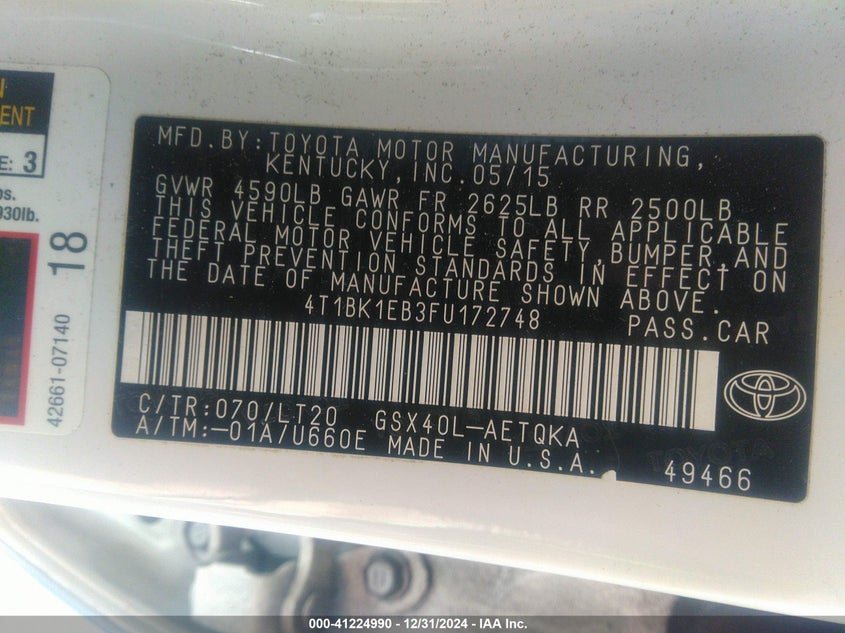 MFD. BY: TOYOTA MOTOR MANUFACTURING,
KENTUCKY, INC. 05/15
GVWR 4590LB GAWR FR 2625LB RR 2500LB
THIS VEHICLE CONFORMS TO ALL APPLICABLE
FEDERAL MOTOR VEHICLE SAFETY, BUMPER, AND
THEFT PREVENTION STANDARDS IN EFFECT ON
THE DATE OF MANUFACTURE SHOWN ABOVE.
4T1BK1EB3FU172748 PASS. CAR
C/TR: 070/LT20 GSX40L-AETQKA
A/TM: -01A/U660E MADE IN U.S.A.
49466
TOYOTA
E: 3
930lb.
18
42661-07140
000-41224990 - 12/31/2024 - IAA Inc.